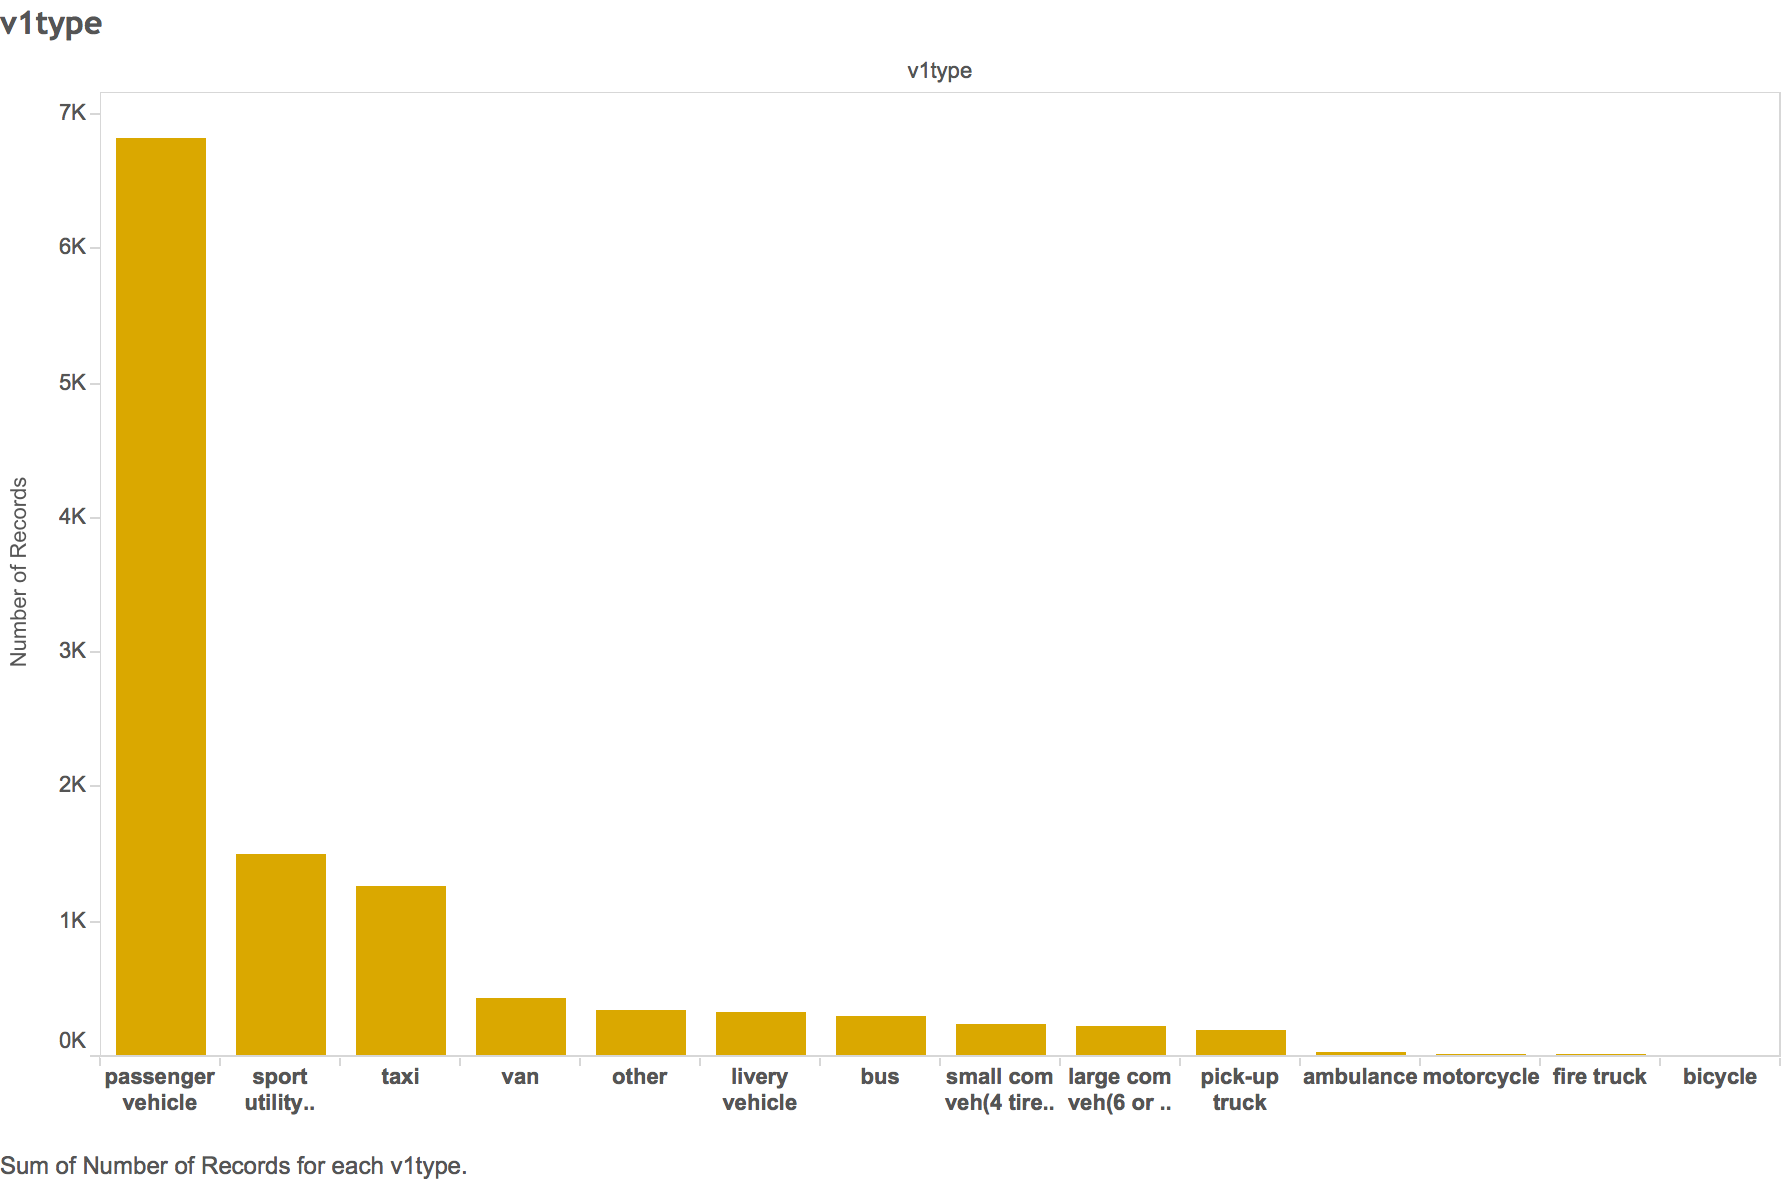 v1type
v1type
7K
6K
5K
4K
3K
2K
1K
0K
Number of Records
passenger vehicle
sport utility..
taxi
van
other
livery vehicle
bus
small com veh(4 tire..
large com veh(6 or ..
pick-up truck
ambulance
motorcycle
fire truck
bicycle
Sum of Number of Records for each v1type.